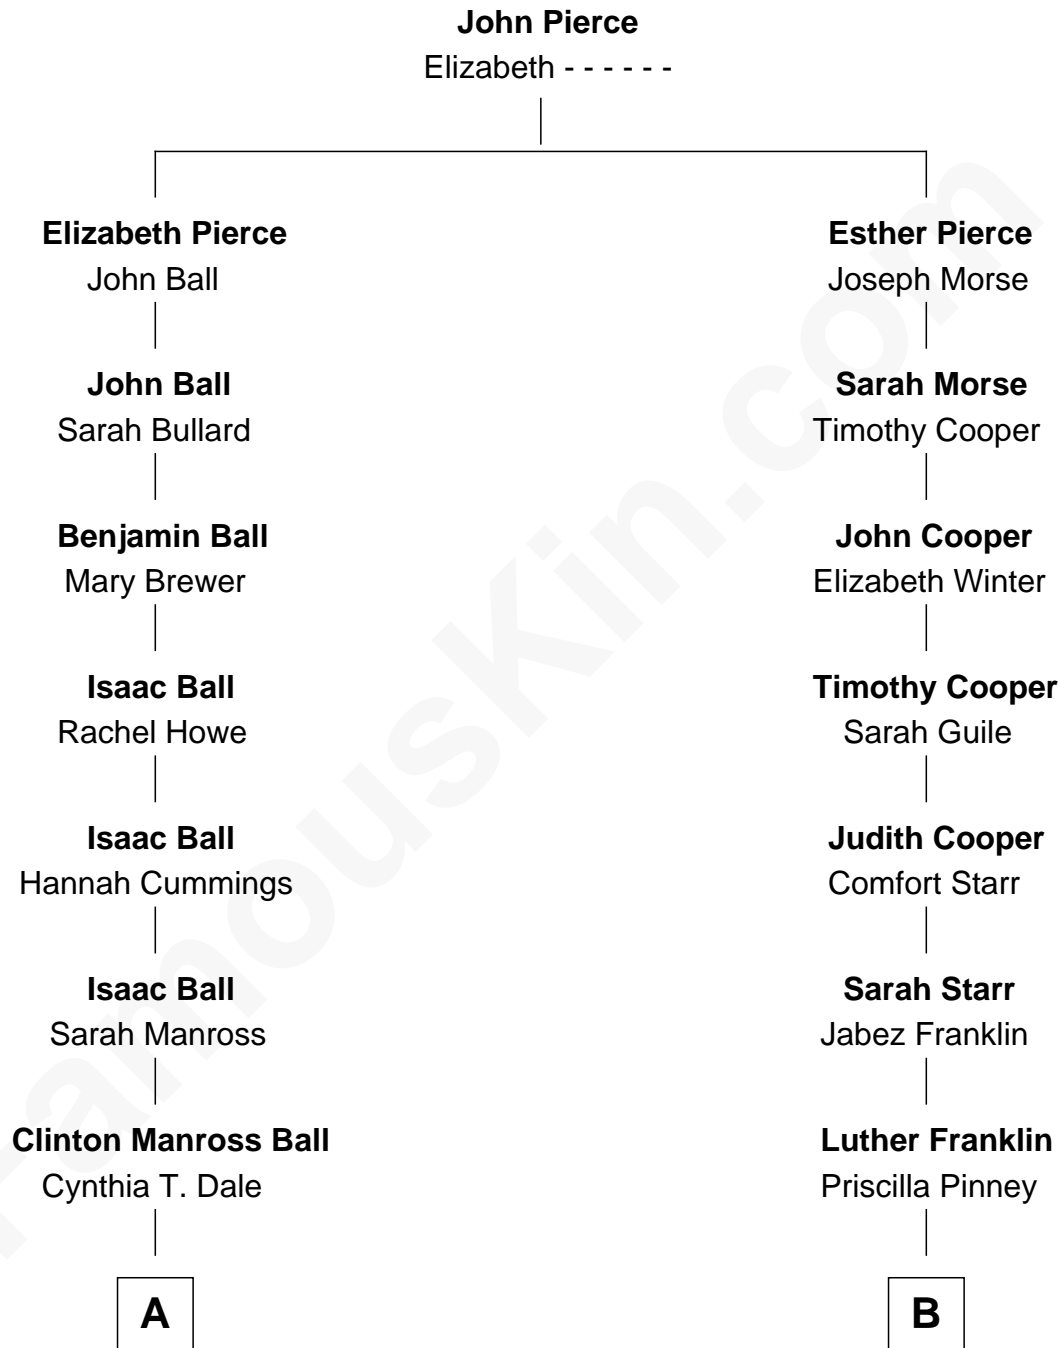 John Pierce
Elizabeth - - - - - -
Elizabeth Pierce
John Ball
John Ball
Sarah Bullard
Benjamin Ball
Mary Brewer
Isaac Ball
Rachel Howe
Isaac Ball
Hannah Cummings
Isaac Ball
Sarah Manross
Clinton Manross Ball
Cynthia T. Dale
A
Esther Pierce
Joseph Morse
Sarah Morse
Timothy Cooper
John Cooper
Elizabeth Winter
Timothy Cooper
Sarah Guile
Judith Cooper
Comfort Starr
Sarah Starr
Jabez Franklin
Luther Franklin
Priscilla Pinney
B
FamousKin.com